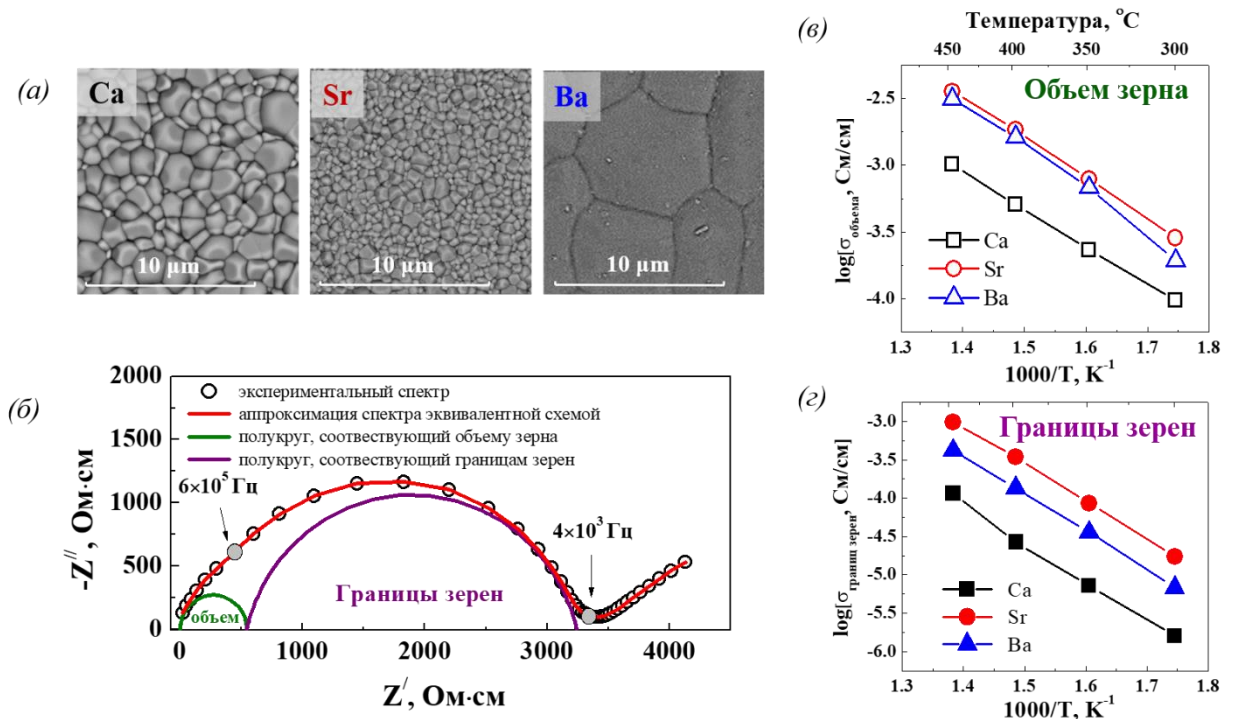 (а)
Ca
10 μm
Sr
10 μm
Ba
10 μm
(б)
2000
1500
1000
500
0
-Z//, Ом·см
экспериментальный спектр
аппроксимация спектра эквивалентной схемой
полукруг, соотвествующий объему зерна
полукруг, соотвествующий границам зерен
6×10⁵ Гц
4×10³ Гц
объем
Границы зерен
0 1000 2000 3000 4000
Z/, Ом·см
(в)
Температура, °C
450 400 350 300
Объем зерна
-2.5
-3.0
-3.5
-4.0
log[σобъема, См/см]
Ca
Sr
Ba
1.3 1.4 1.5 1.6 1.7 1.8
1000/T, K⁻¹
(г)
Границы зерен
-3.0
-3.5
-4.0
-4.5
-5.0
-5.5
-6.0
log[σграниц зерен, См/см]
Ca
Sr
Ba
1.3 1.4 1.5 1.6 1.7 1.8
1000/T, K⁻¹